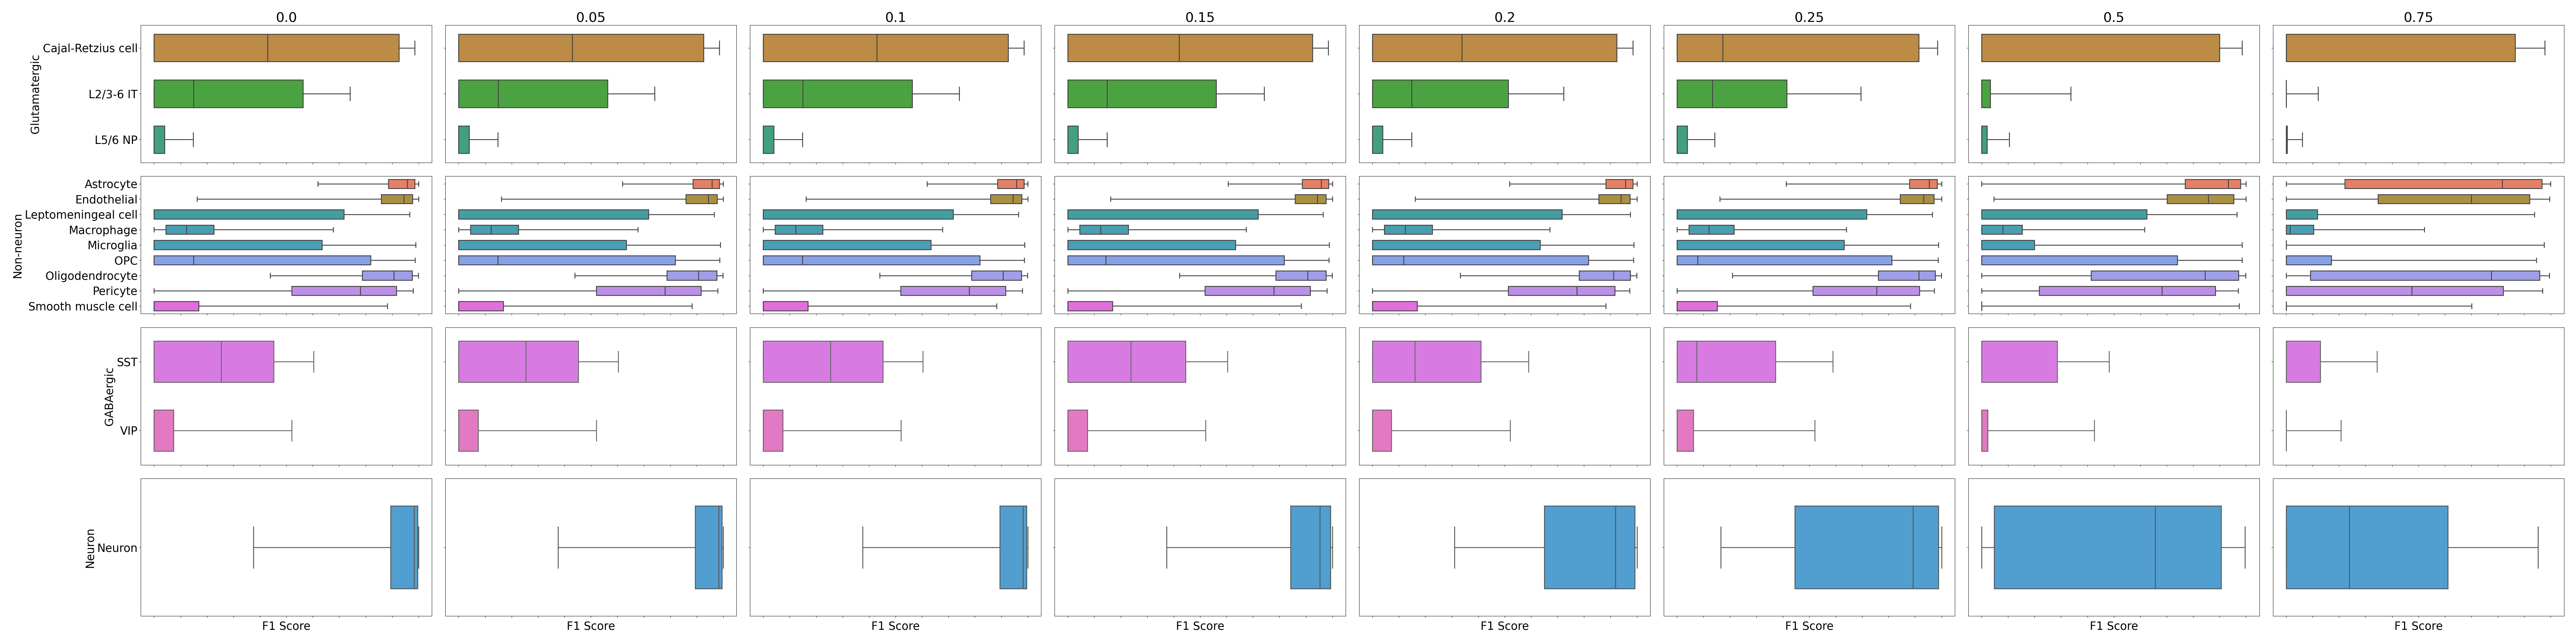 0.0 0.05 0.1 0.15 0.2 0.25 0.5 0.75
Glutamatergic
Cajal-Retzius cell
L2/3-6 IT
L5/6 NP
Non-neuron
Astrocyte
Endothelial
Leptomeningeal cell
Macrophage
Microglia
OPC
Oligodendrocyte
Pericyte
Smooth muscle cell
GABAergic
SST
VIP
Neuron
Neuron
F1 Score F1 Score F1 Score F1 Score F1 Score F1 Score F1 Score F1 Score